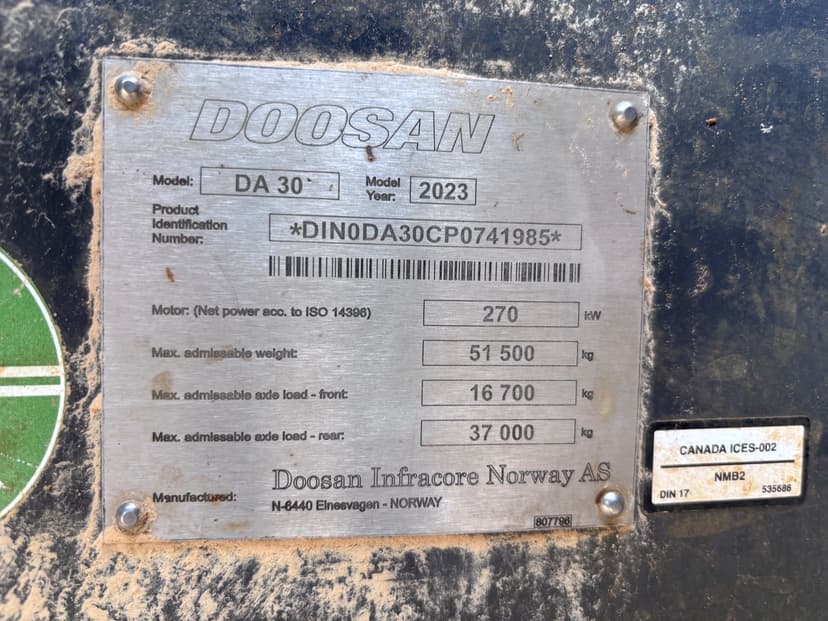 DOOSAN
Model: DA 30
Model Year: 2023
Product Identification Number: *DIN0DA30CP0741985*
Motor: (Net power acc. to ISO 14396) 270 kW
Max. admissable weight: 51 500 kg
Max. admissable axle load - front: 16 700 kg
Max. admissable axle load - rear: 37 000 kg
Manufactured: Doosan Infracore Norway AS
N-6440 Elnesvagen - NORWAY
807796
CANADA ICES-002
NMB2
DIN 17 535686